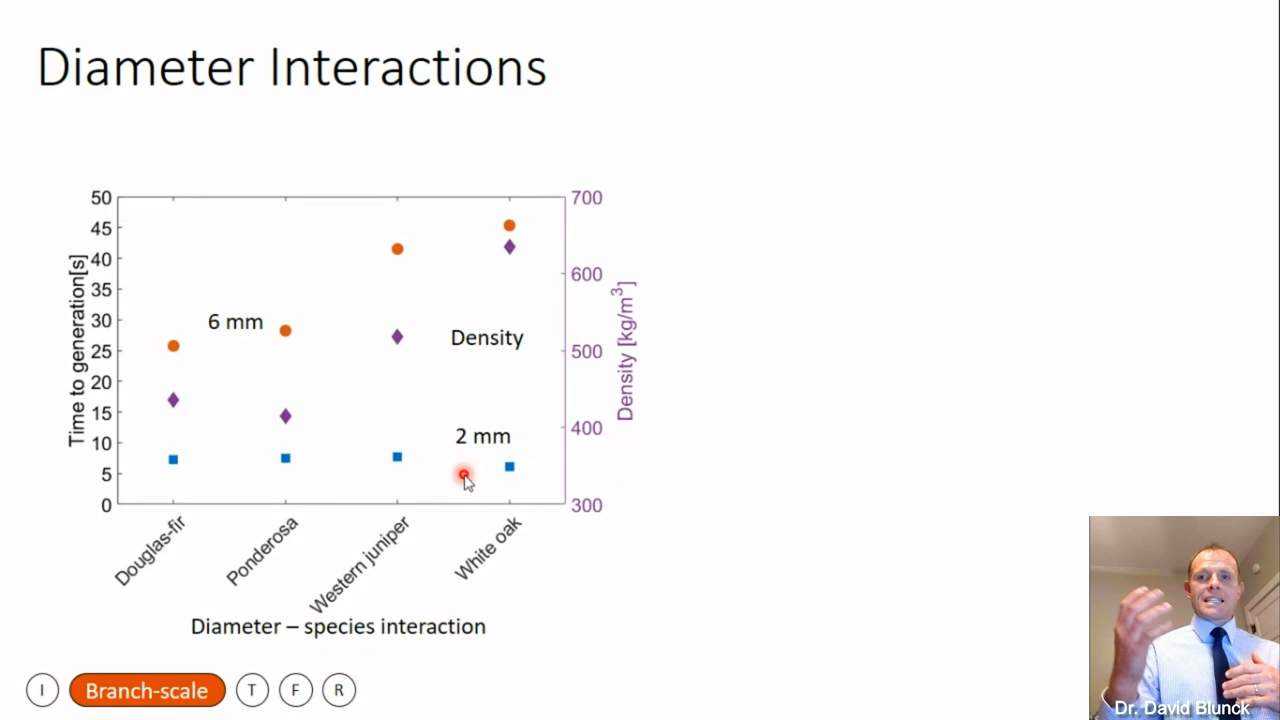 Diameter Interactions
50
45
40
35
30
25
20
15
10
5
0
Time to generation[s]
700
600
500
400
300
Density [kg/m³]
6 mm
Density
2 mm
Douglas-fir
Ponderosa
Western juniper
White oak
Diameter – species interaction
I
Branch-scale
T
F
R
Dr. David Blunck